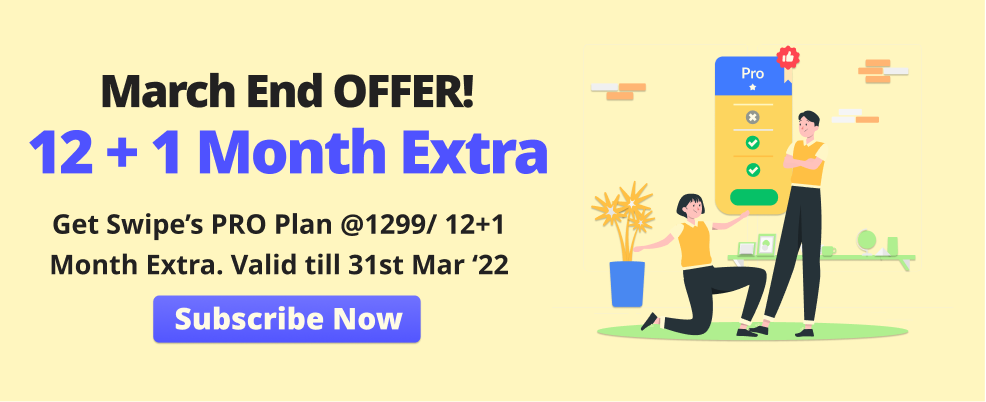 March End OFFER!
12 + 1 Month Extra
Get Swipe’s PRO Plan @1299/ 12+1
Month Extra. Valid till 31st Mar ‘22
Subscribe Now
Pro